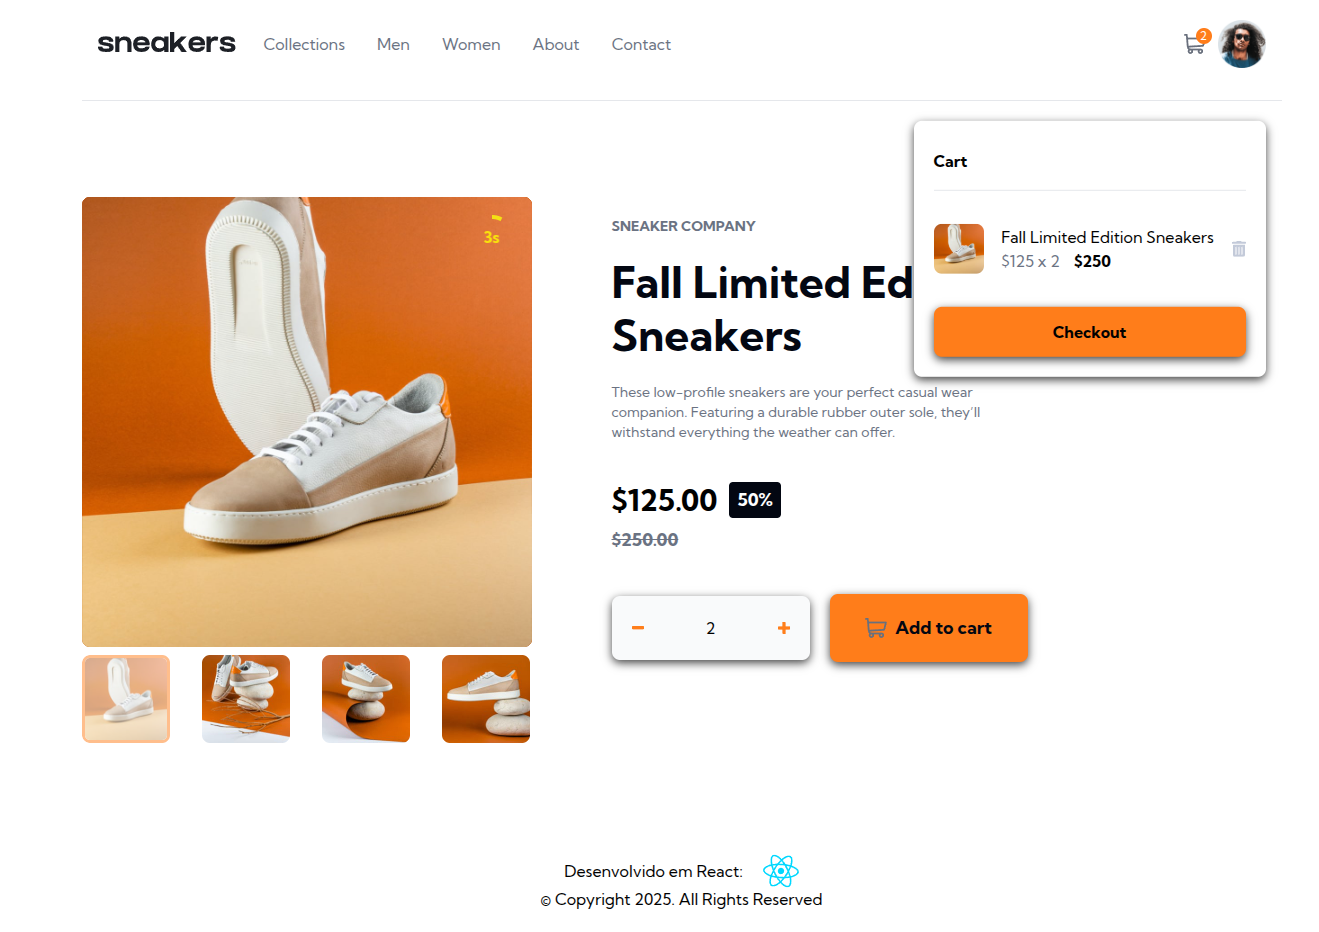 sneakers
Collections
Men
Women
About
Contact
2
Cart
Fall Limited Edition Sneakers
$125 x 2 $250
Checkout
3s
SNEAKER COMPANY
Fall Limited Ed
Sneakers
These low-profile sneakers are your perfect casual wear
companion. Featuring a durable rubber outer sole, they'll
withstand everything the weather can offer.
$125.00 50%
$250.00
2
Add to cart
Desenvolvido em React:
© Copyright 2025. All Rights Reserved